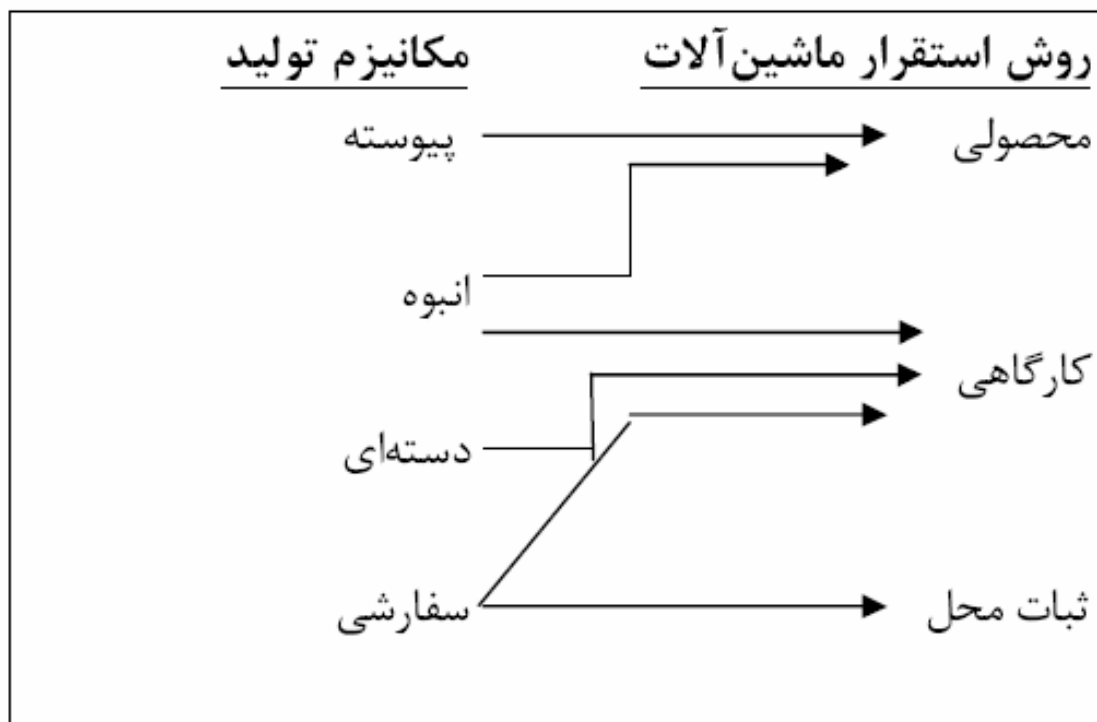 روش استقرار ماشین‌آلات
مکانیزم تولید
محصولی
پیوسته
انبوه
کارگاهی
دسته‌ای
ثبات محل
سفارشی